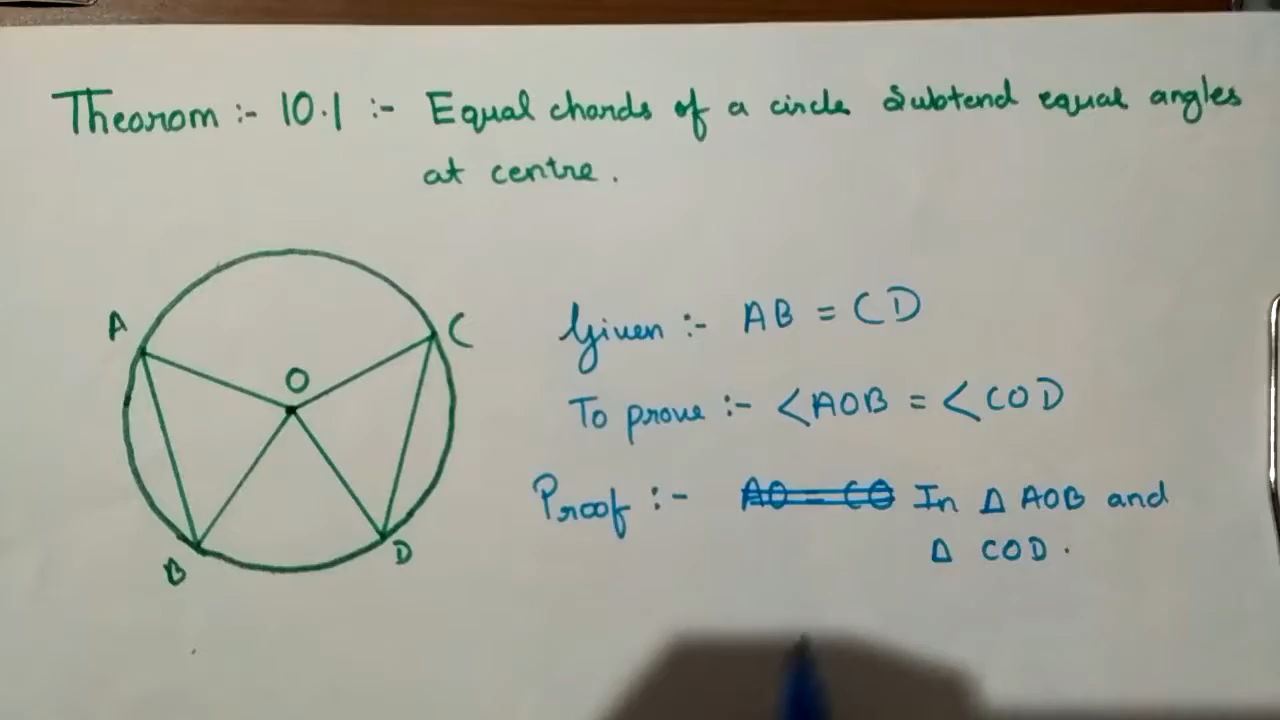 Theorom :- 10.1 :- Equal chords of a circle Subtend equal angles
at centre.
A
C
O
B
D
Given :- AB = CD
To prove :- <AOB = <COD
Proof :- AO = CO In Δ AOB and
Δ COD.